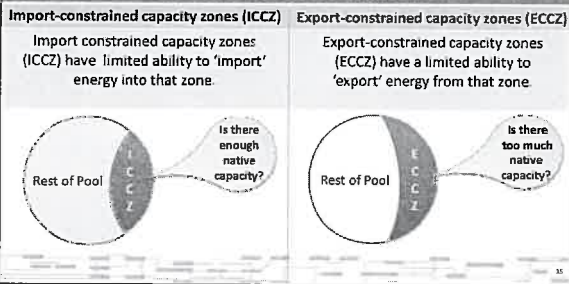 Import-constrained capacity zones (ICCZ)
Import constrained capacity zones
(ICCZ) have limited ability to 'import'
energy into that zone.
Rest of Pool
I
C
C
Z
Is there
enough
native
capacity?
Export-constrained capacity zones (ECCZ)
Export-constrained capacity zones
(ECCZ) have a limited ability to
'export' energy from that zone.
Rest of Pool
E
C
C
Z
Is there
too much
native
capacity?